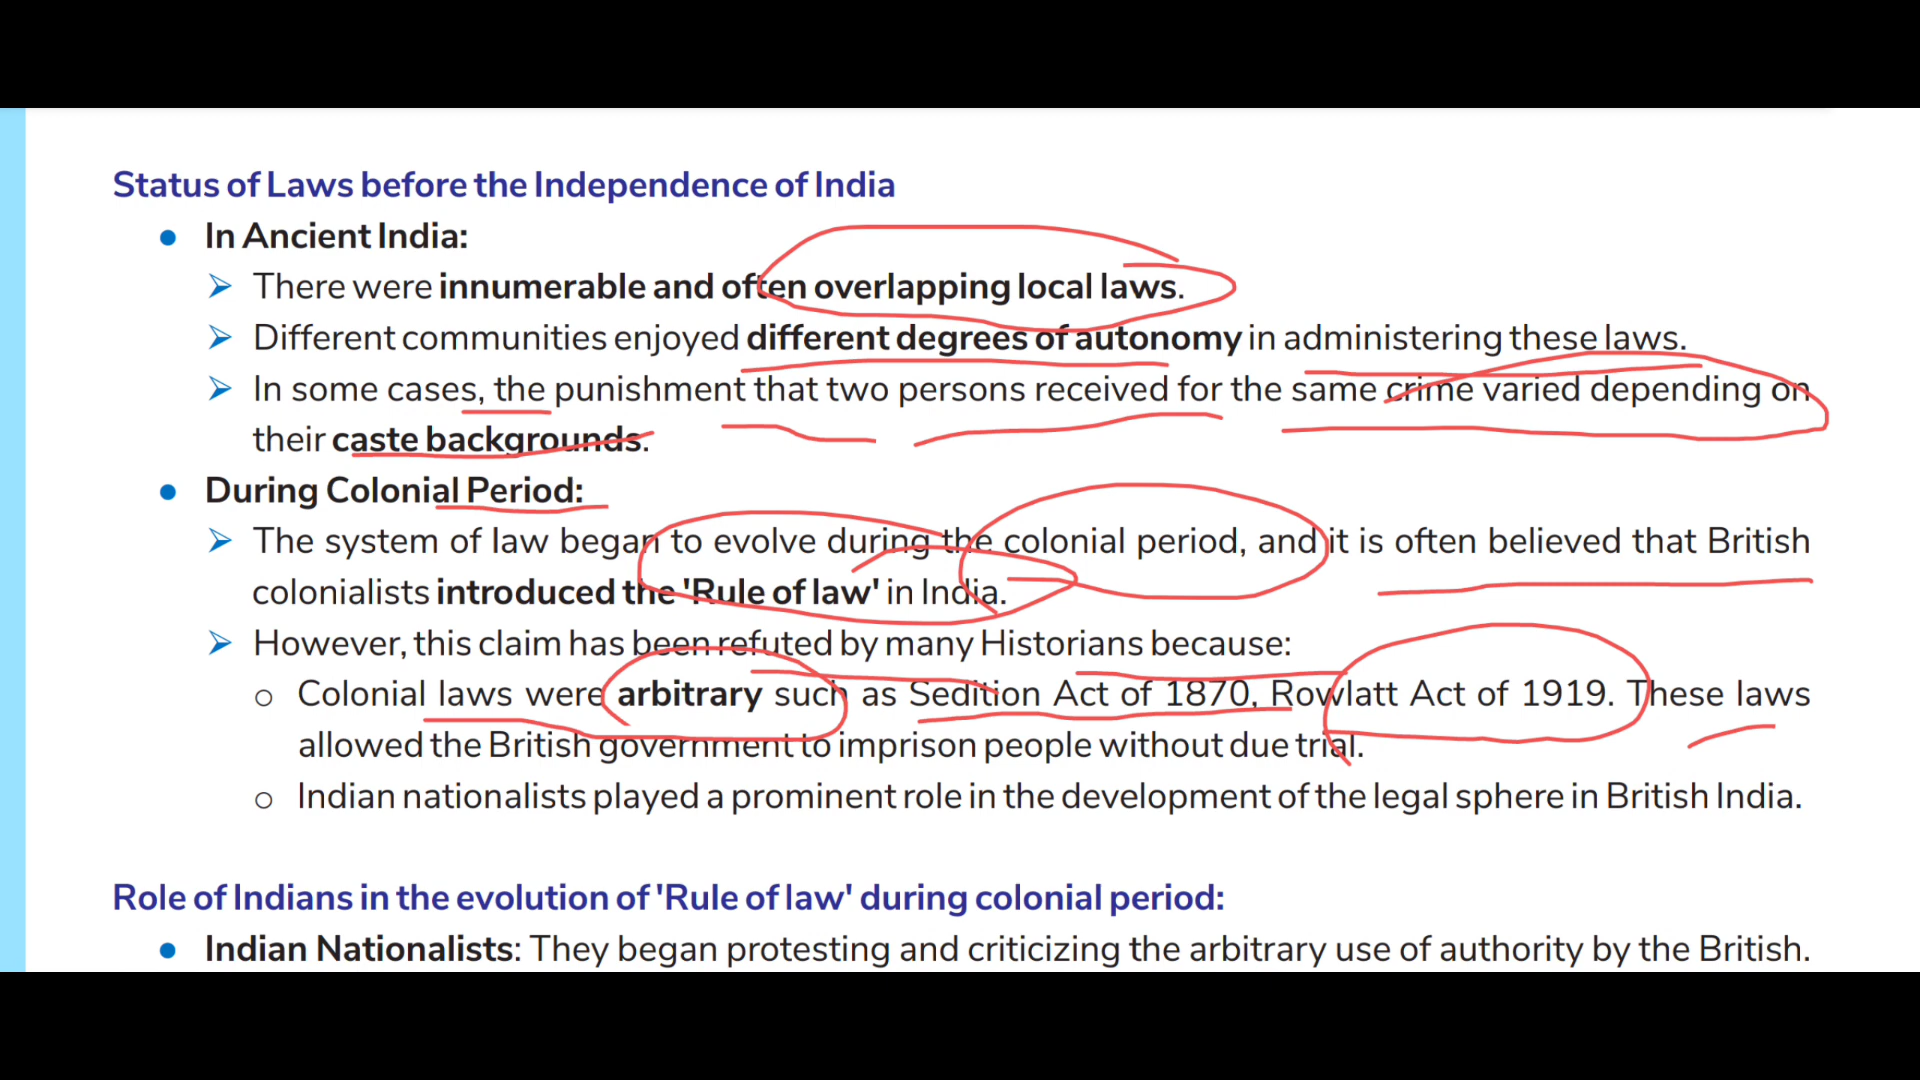 Status of Laws before the Independence of India
● In Ancient India:
➢ There were innumerable and often overlapping local laws.
➢ Different communities enjoyed different degrees of autonomy in administering these laws.
➢ In some cases, the punishment that two persons received for the same crime varied depending on
their caste backgrounds.
● During Colonial Period:
➢ The system of law began to evolve during the colonial period, and it is often believed that British
colonialists introduced the 'Rule of law' in India.
➢ However, this claim has been refuted by many Historians because:
○ Colonial laws were arbitrary such as Sedition Act of 1870, Rowlatt Act of 1919. These laws
allowed the British government to imprison people without due trial.
○ Indian nationalists played a prominent role in the development of the legal sphere in British India.
Role of Indians in the evolution of 'Rule of law' during colonial period:
● Indian Nationalists: They began protesting and criticizing the arbitrary use of authority by the British.